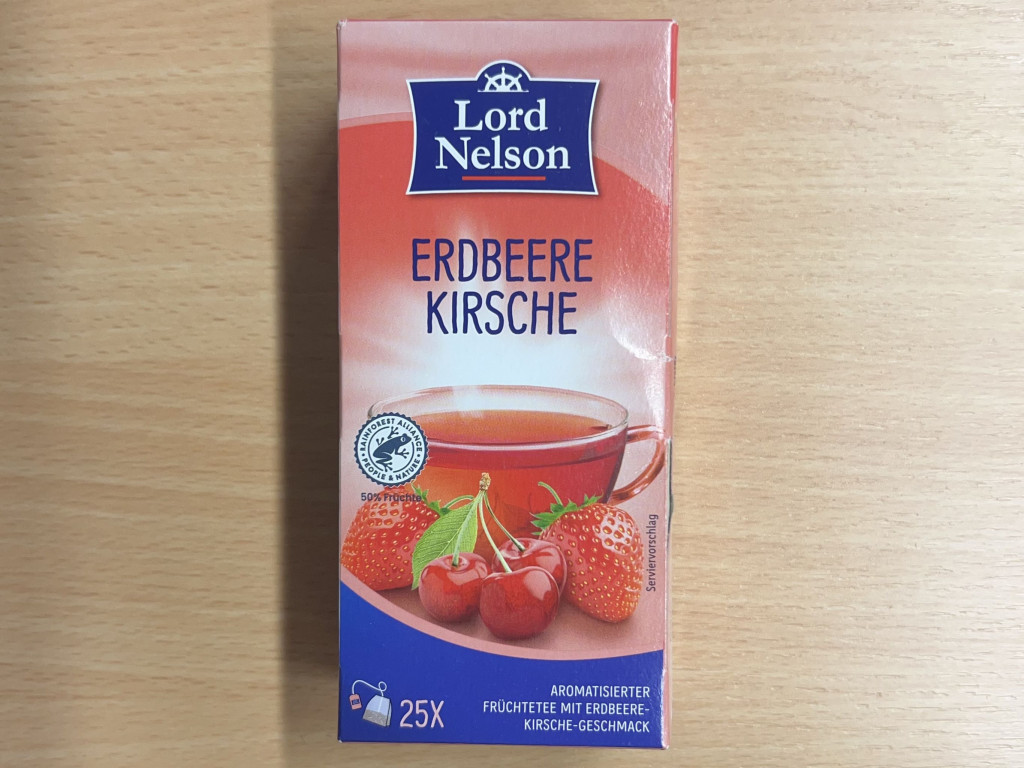 Lord
Nelson
ERDBEERE
KIRSCHE
RAINFOREST ALLIANCE
PEOPLE & NATURE
50% Früchte
Serviervorschlag
25X
AROMATISIERTER
FRÜCHTETEE MIT ERDBEERE-
KIRSCHE-GESCHMACK